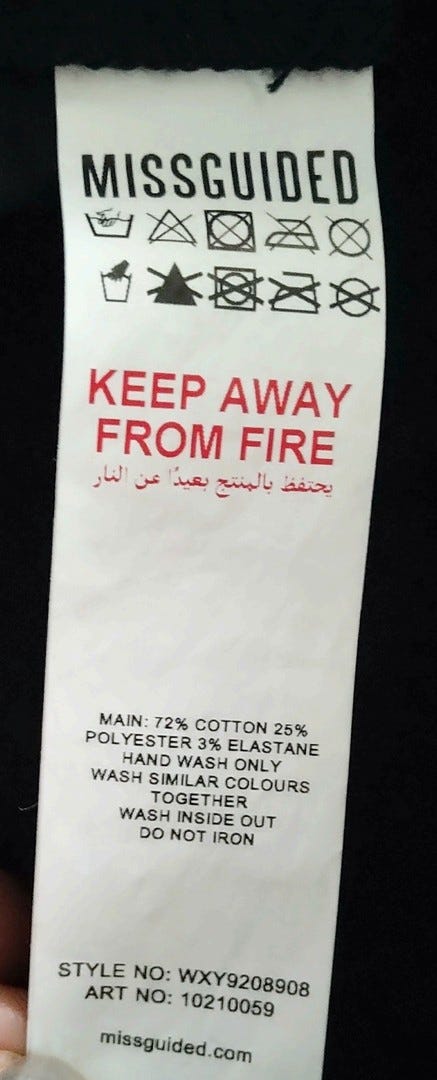 MISSGUIDED
KEEP AWAY
FROM FIRE
يحتفظ بالمنتج بعيدًا عن النار
MAIN: 72% COTTON 25%
POLYESTER 3% ELASTANE
HAND WASH ONLY
WASH SIMILAR COLOURS
TOGETHER
WASH INSIDE OUT
DO NOT IRON
STYLE NO: WXY9208908
ART NO: 10210059
missguided.com